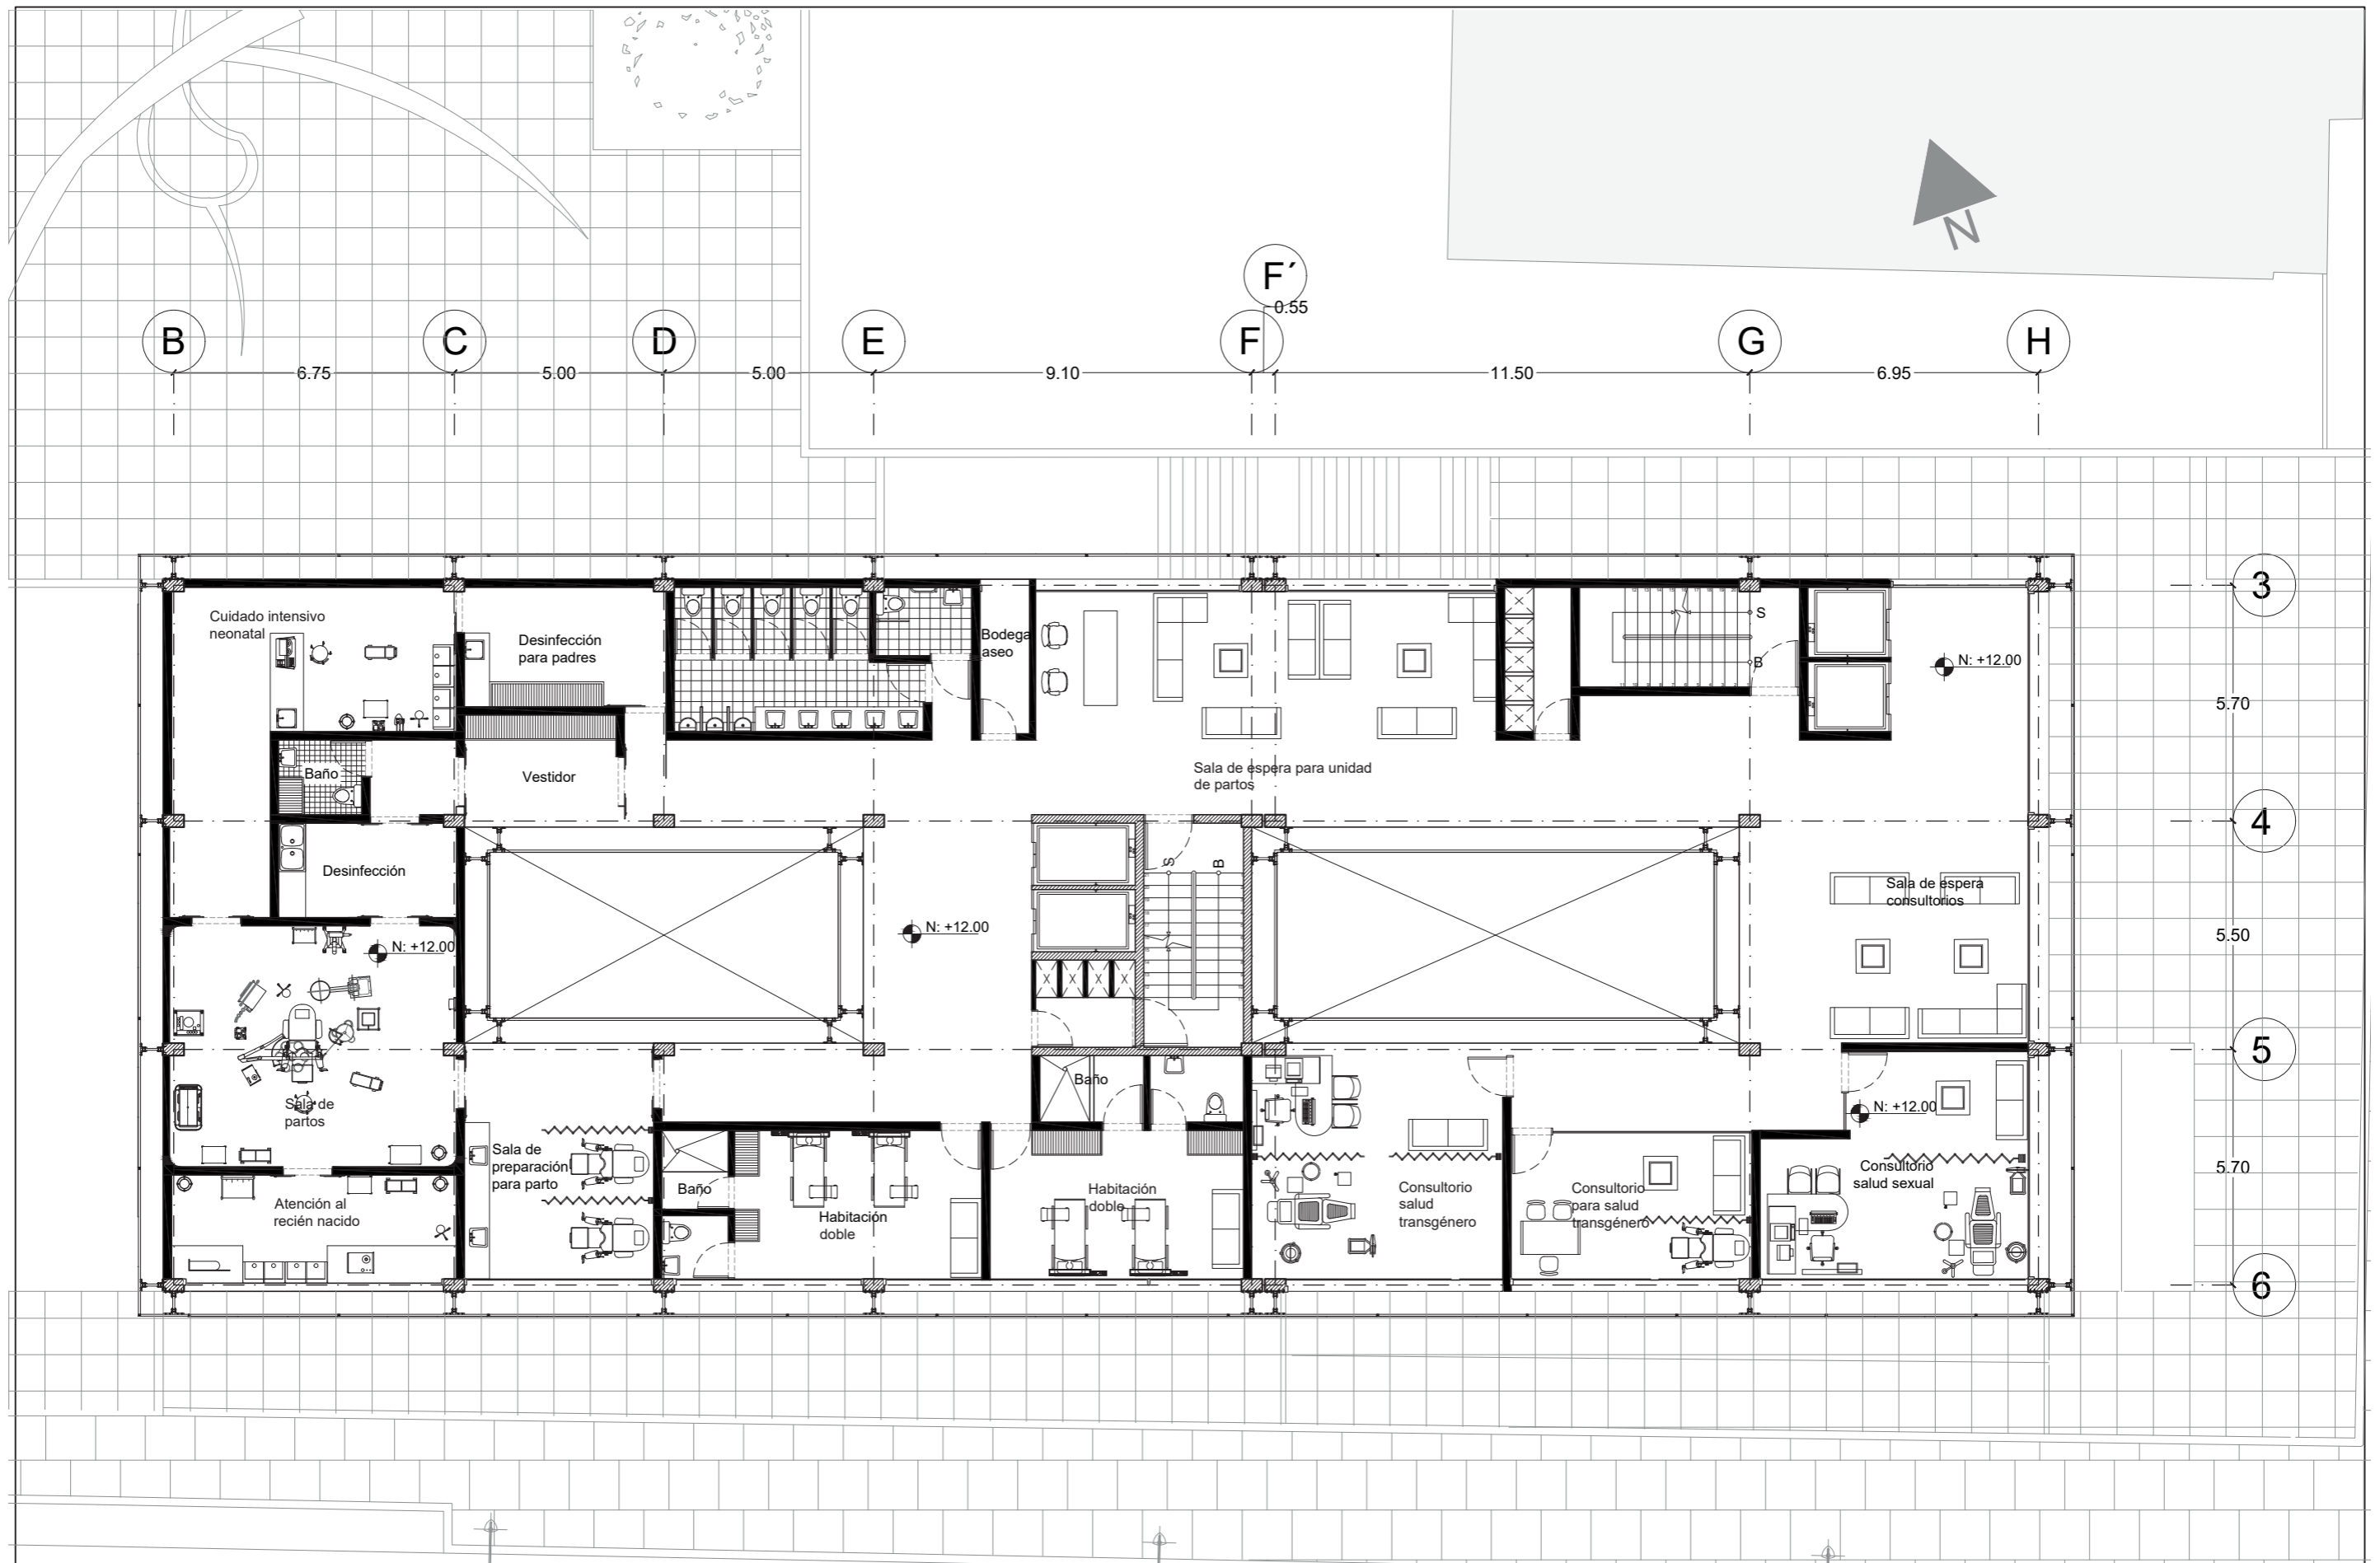 N
F´
0.55
B
C
D
E
F
G
H
6.75
5.00
5.00
9.10
11.50
6.95
3
4
5
6
5.70
5.50
5.70
Cuidado intensivo
neonatal
Desinfección
para padres
Bodega
aseo
S
B
N: +12.00
Baño
Vestidor
Sala de espera para unidad
de partos
Desinfección
S
B
Sala de espera
consultorios
N: +12.00
N: +12.00
Sala de
partos
Baño
N: +12.00
Sala de
preparación
para parto
Baño
Habitación
doble
Habitación
doble
Consultorio
salud
transgénero
Consultorio
para salud
transgénero
Consultorio
salud sexual
Atención al
recién nacido